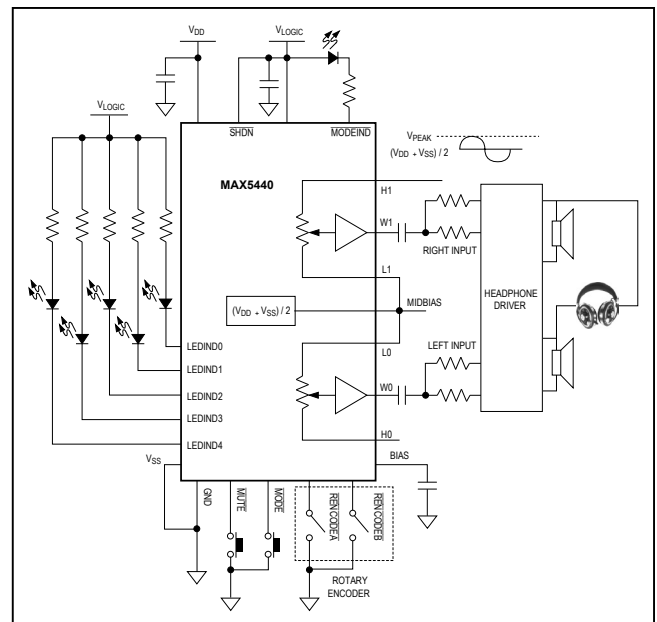 VDD
VLOGIC
VLOGIC
SHDN
MODEIND
VPEAK
(VDD + VSS) / 2
MAX5440
H1
W1
RIGHT INPUT
L1
HEADPHONE
DRIVER
(VDD + VSS) / 2
MIDBIAS
L0
LEFT INPUT
LEDIND0
LEDIND1
W0
LEDIND2
LEDIND3
H0
LEDIND4
BIAS
VSS
GND
MUTE
MODE
RENCODEA
RENCODEB
ROTARY
ENCODER